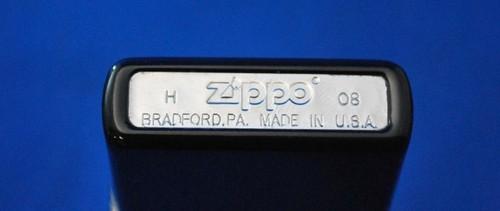 H Zippo® 08
BRADFORD,PA. MADE IN U.S.A.